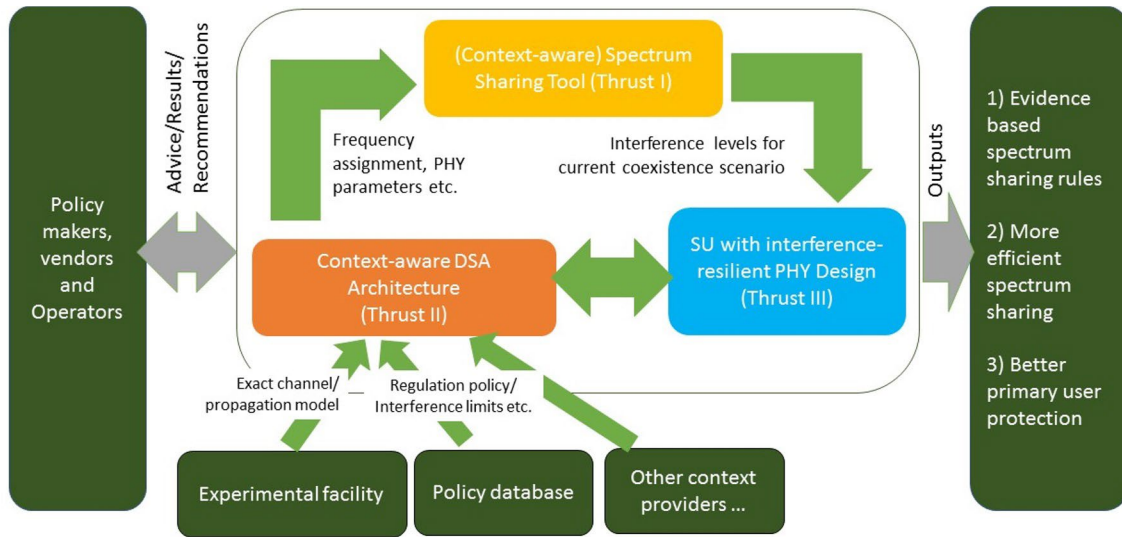 Policy
makers,
vendors
and
Operators
Advice/Results/
Recommendations
(Context-aware) Spectrum
Sharing Tool (Thrust I)
Frequency
assignment, PHY
parameters etc.
Interference levels for
current coexistence scenario
Context-aware DSA
Architecture
(Thrust II)
SU with interference-
resilient PHY Design
(Thrust III)
Exact channel/
propagation model
Regulation policy/
Interference limits etc.
Experimental facility
Policy database
Other context
providers ...
Outputs
1) Evidence
based
spectrum
sharing rules
2) More
efficient
spectrum
sharing
3) Better
primary user
protection